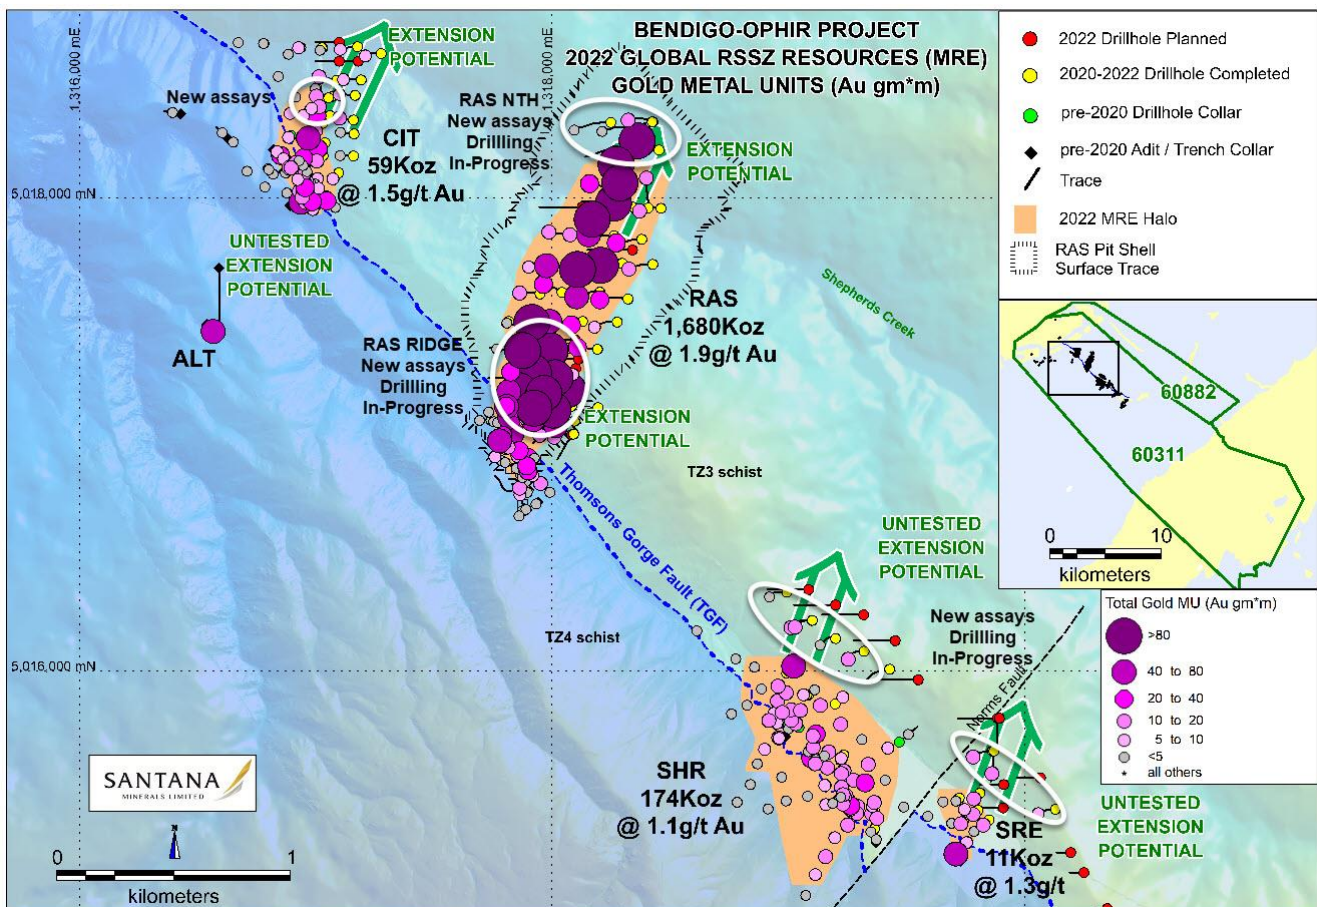 BENDIGO-OPHIR PROJECT
2022 GLOBAL RSSZ RESOURCES (MRE)
GOLD METAL UNITS (Au gm*m)
1,316,000 mE
1,318,000 mE
5,018,000 mN
5,016,000 mN
EXTENSION
POTENTIAL
New assays
CIT
59Koz
@ 1.5g/t Au
RAS NTH
New assays
Drillling
In-Progress
EXTENSION
POTENTIAL
UNTESTED
EXTENSION
POTENTIAL
ALT
RAS
1,680Koz
@ 1.9g/t Au
Shepherds Creek
RAS RIDGE
New assays
Drillling
In-Progress
EXTENSION
POTENTIAL
TZ3 schist
Thomsons Gorge Fault (TGF)
TZ4 schist
UNTESTED
EXTENSION
POTENTIAL
New assays
Drillling
In-Progress
Norms Fault
SHR
174Koz
@ 1.1g/t Au
SRE
11Koz
@ 1.3g/t
UNTESTED
EXTENSION
POTENTIAL
SANTANA
MINERALS LIMITED
N
0 1
kilometers
2022 Drillhole Planned
2020-2022 Drillhole Completed
pre-2020 Drillhole Collar
pre-2020 Adit / Trench Collar
Trace
2022 MRE Halo
RAS Pit Shell
Surface Trace
60882
60311
0 10
kilometers
Total Gold MU (Au gm*m)
>80
40 to 80
20 to 40
10 to 20
5 to 10
<5
all others